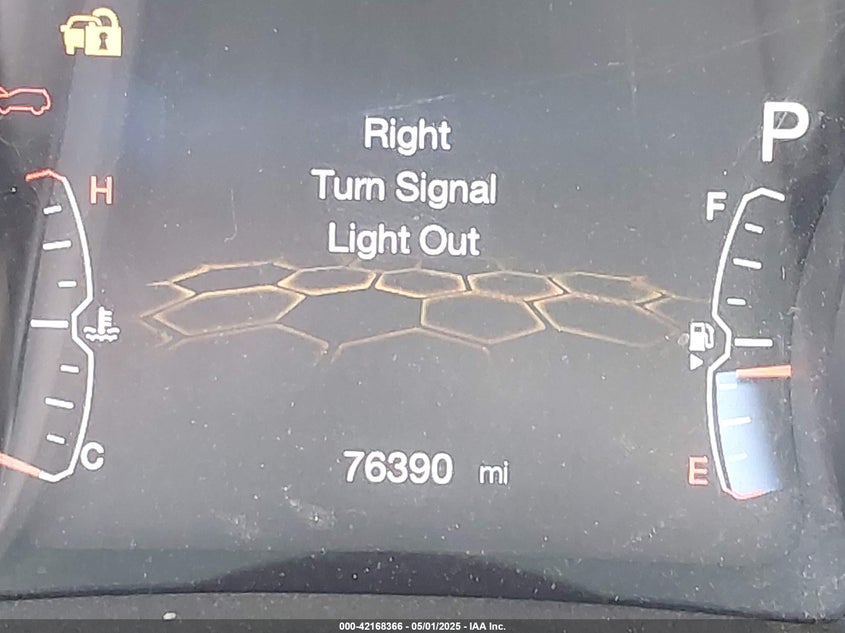 Right
Turn Signal
Light Out
P
H
F
C
E
76390 mi
000-42168366 - 05/01/2025 - IAA Inc.